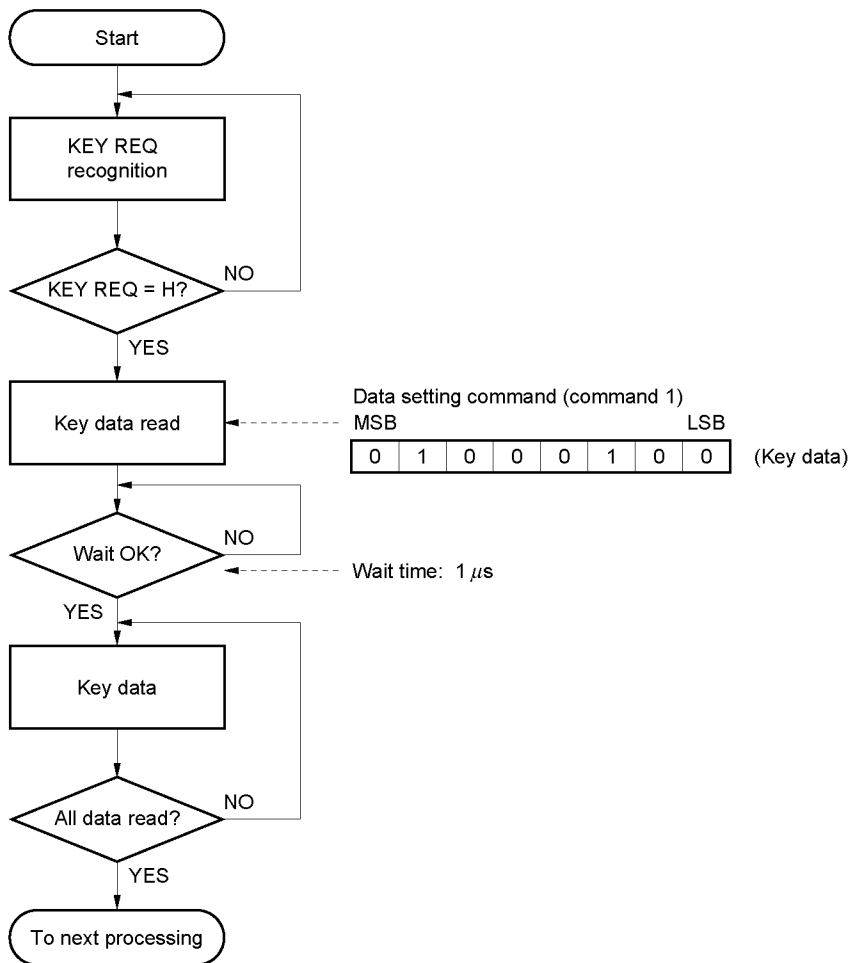 Start
KEY REQ
recognition
KEY REQ = H?
NO
YES
Key data read
Data setting command (command 1)
MSB LSB
0 1 0 0 0 1 0 0 (Key data)
Wait OK?
NO
Wait time: 1 μs
YES
Key data
All data read?
NO
YES
To next processing